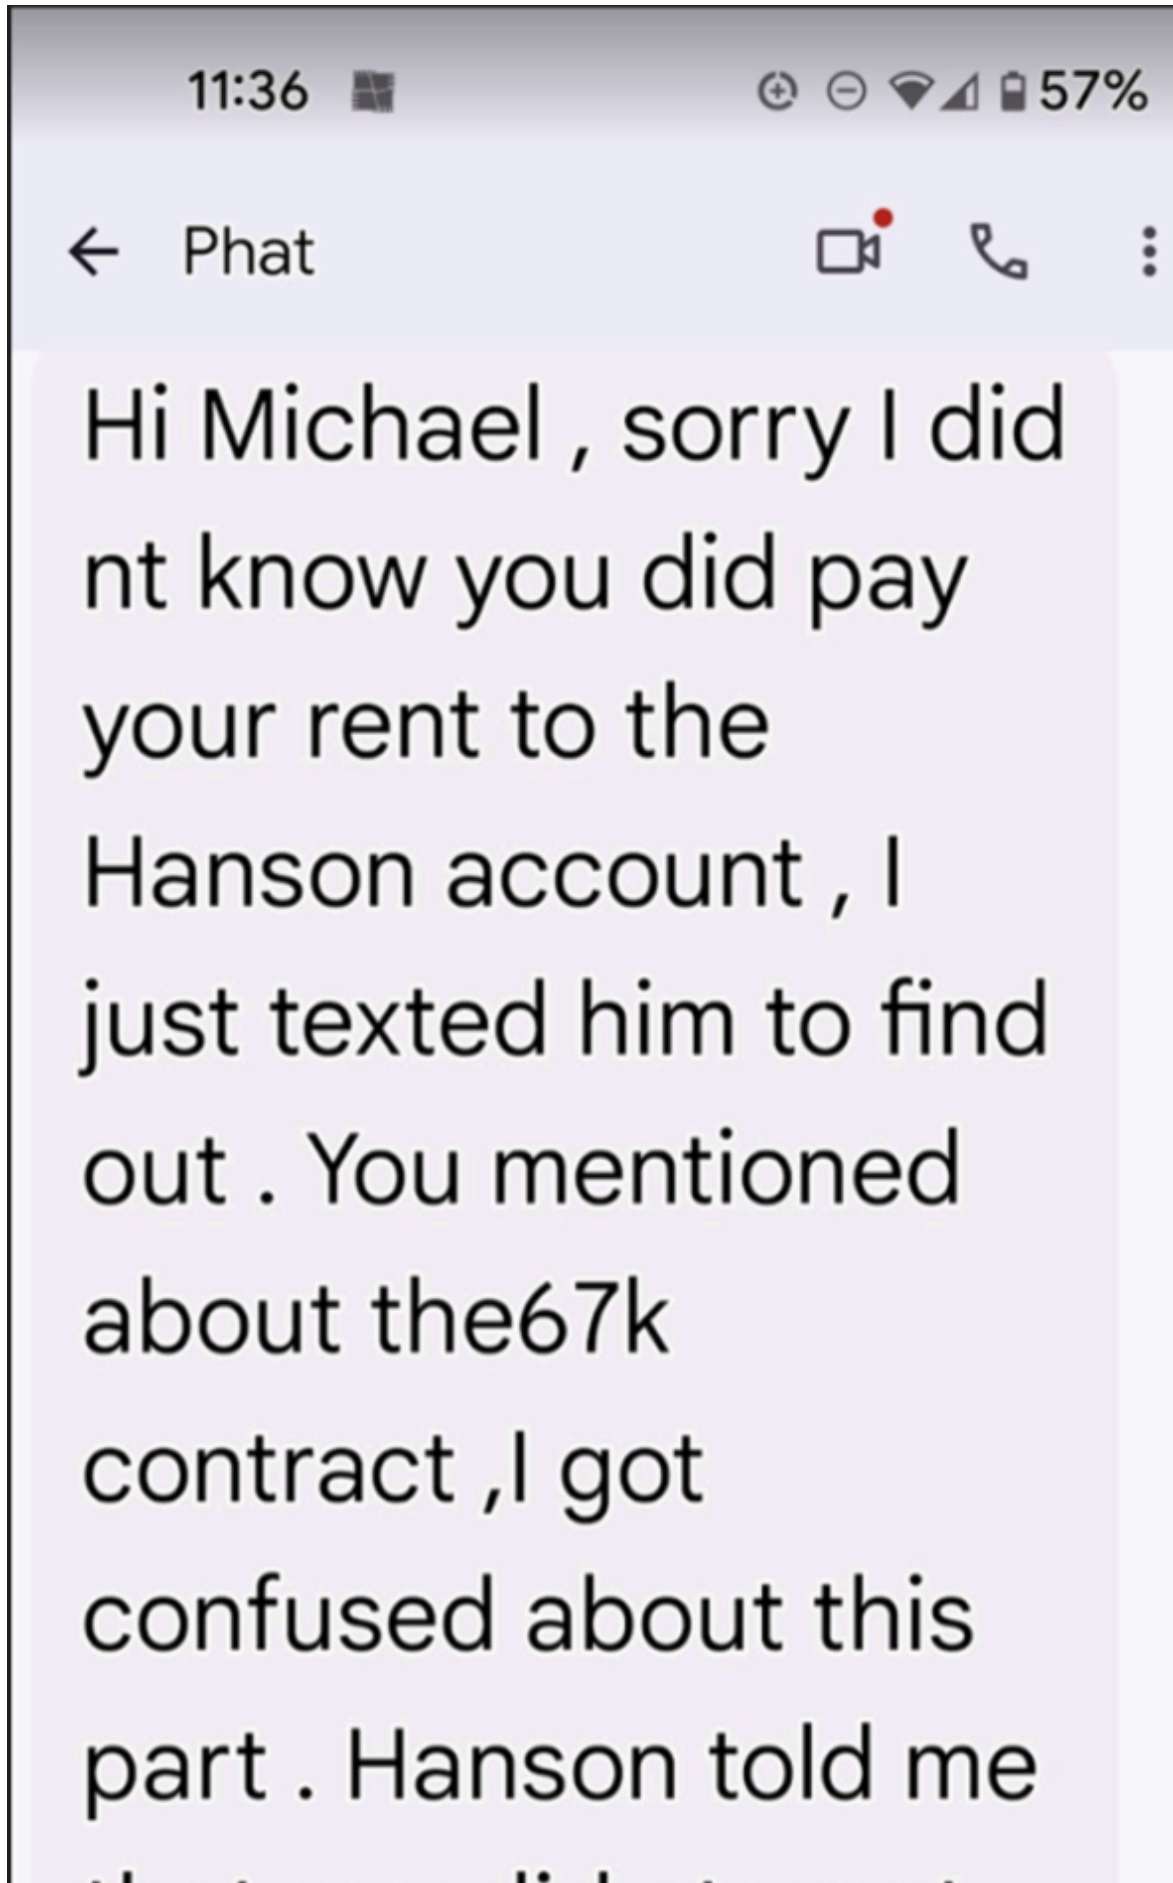 11:36 57%
Phat
Hi Michael , sorry I did
nt know you did pay
your rent to the
Hanson account , I
just texted him to find
out . You mentioned
about the67k
contract ,I got
confused about this
part . Hanson told me